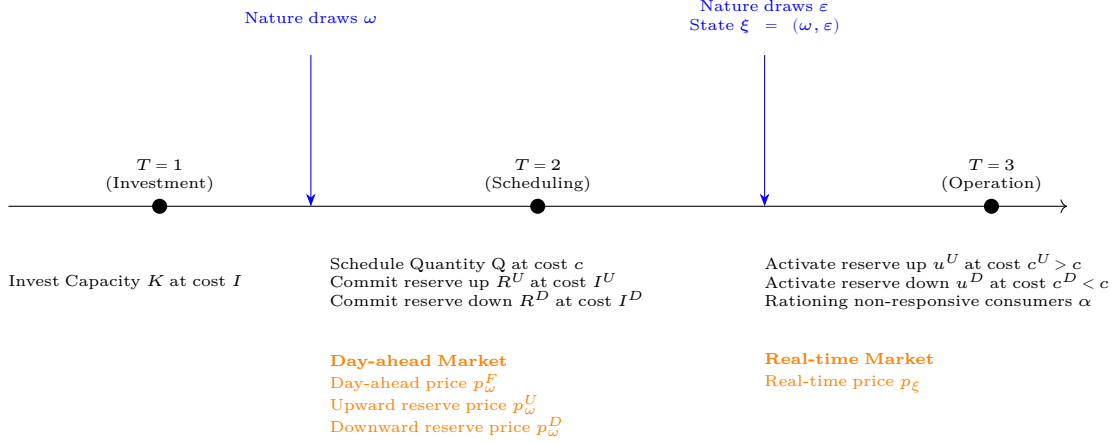 Nature draws ω
Nature draws ε
State ξ = (ω, ε)
T = 1
(Investment)
T = 2
(Scheduling)
T = 3
(Operation)
Invest Capacity K at cost I
Schedule Quantity Q at cost c
Commit reserve up R^U at cost I^U
Commit reserve down R^D at cost I^D
Activate reserve up u^U at cost c^U > c
Activate reserve down u^D at cost c^D < c
Rationing non-responsive consumers α
Day-ahead Market
Day-ahead price p_ω^F
Upward reserve price p_ω^U
Downward reserve price p_ω^D
Real-time Market
Real-time price p_ξ